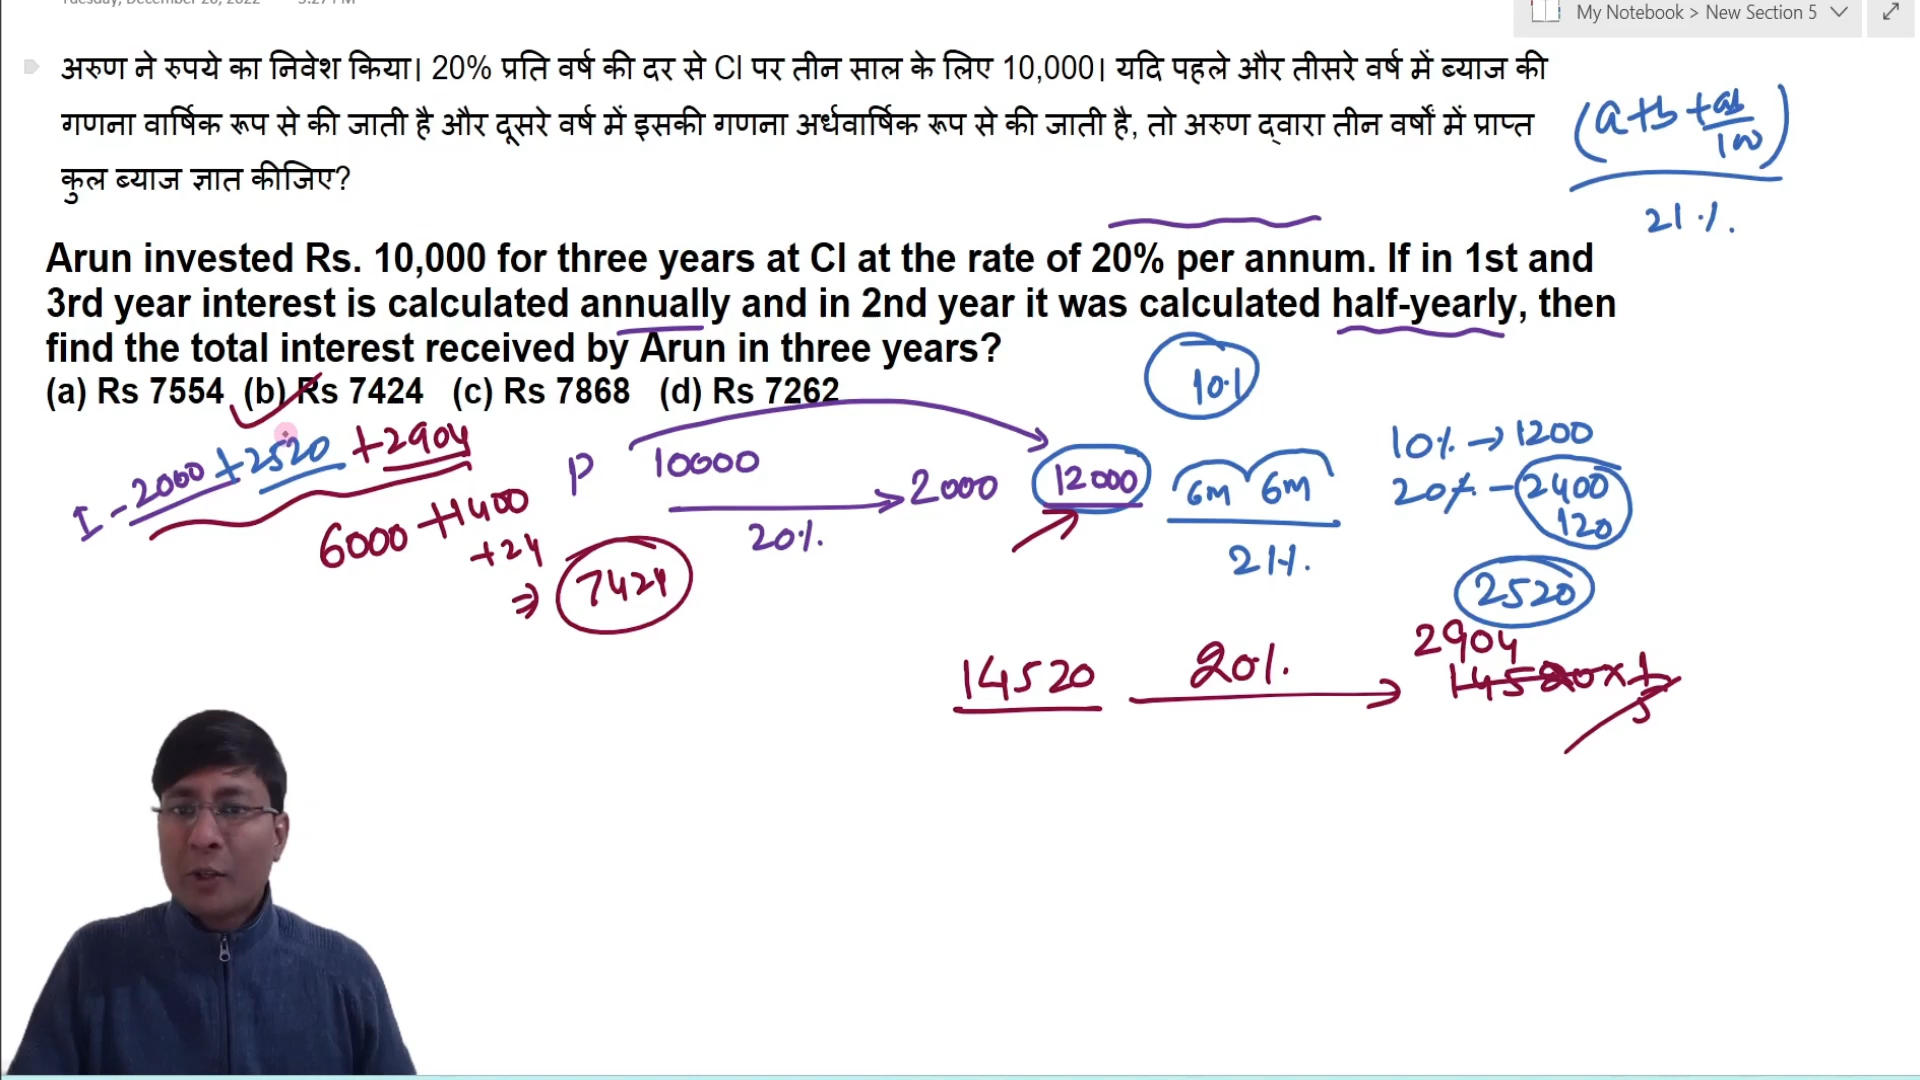 My Notebook > New Section 5
अरुण ने रुपये का निवेश किया। 20% प्रति वर्ष की दर से CI पर तीन साल के लिए 10,000। यदि पहले और तीसरे वर्ष में ब्याज की
गणना वार्षिक रूप से की जाती है और दूसरे वर्ष में इसकी गणना अर्धवार्षिक रूप से की जाती है, तो अरुण द्वारा तीन वर्षों में प्राप्त
कुल ब्याज ज्ञात कीजिए?
(a+b+ab/100)
21%.
Arun invested Rs. 10,000 for three years at CI at the rate of 20% per annum. If in 1st and
3rd year interest is calculated annually and in 2nd year it was calculated half-yearly, then
find the total interest received by Arun in three years?
(a) Rs 7554 (b) Rs 7424 (c) Rs 7868 (d) Rs 7262
10%
I - 2000 + 2520 + 2904
P 10000 → 2000 12000
20%.
6m 6m
21%.
10% → 1200
20% - 2400
120
2520
6000 + 1400
+24
⇒ 7424
14520 20%. →
2904
14520 × 1/5